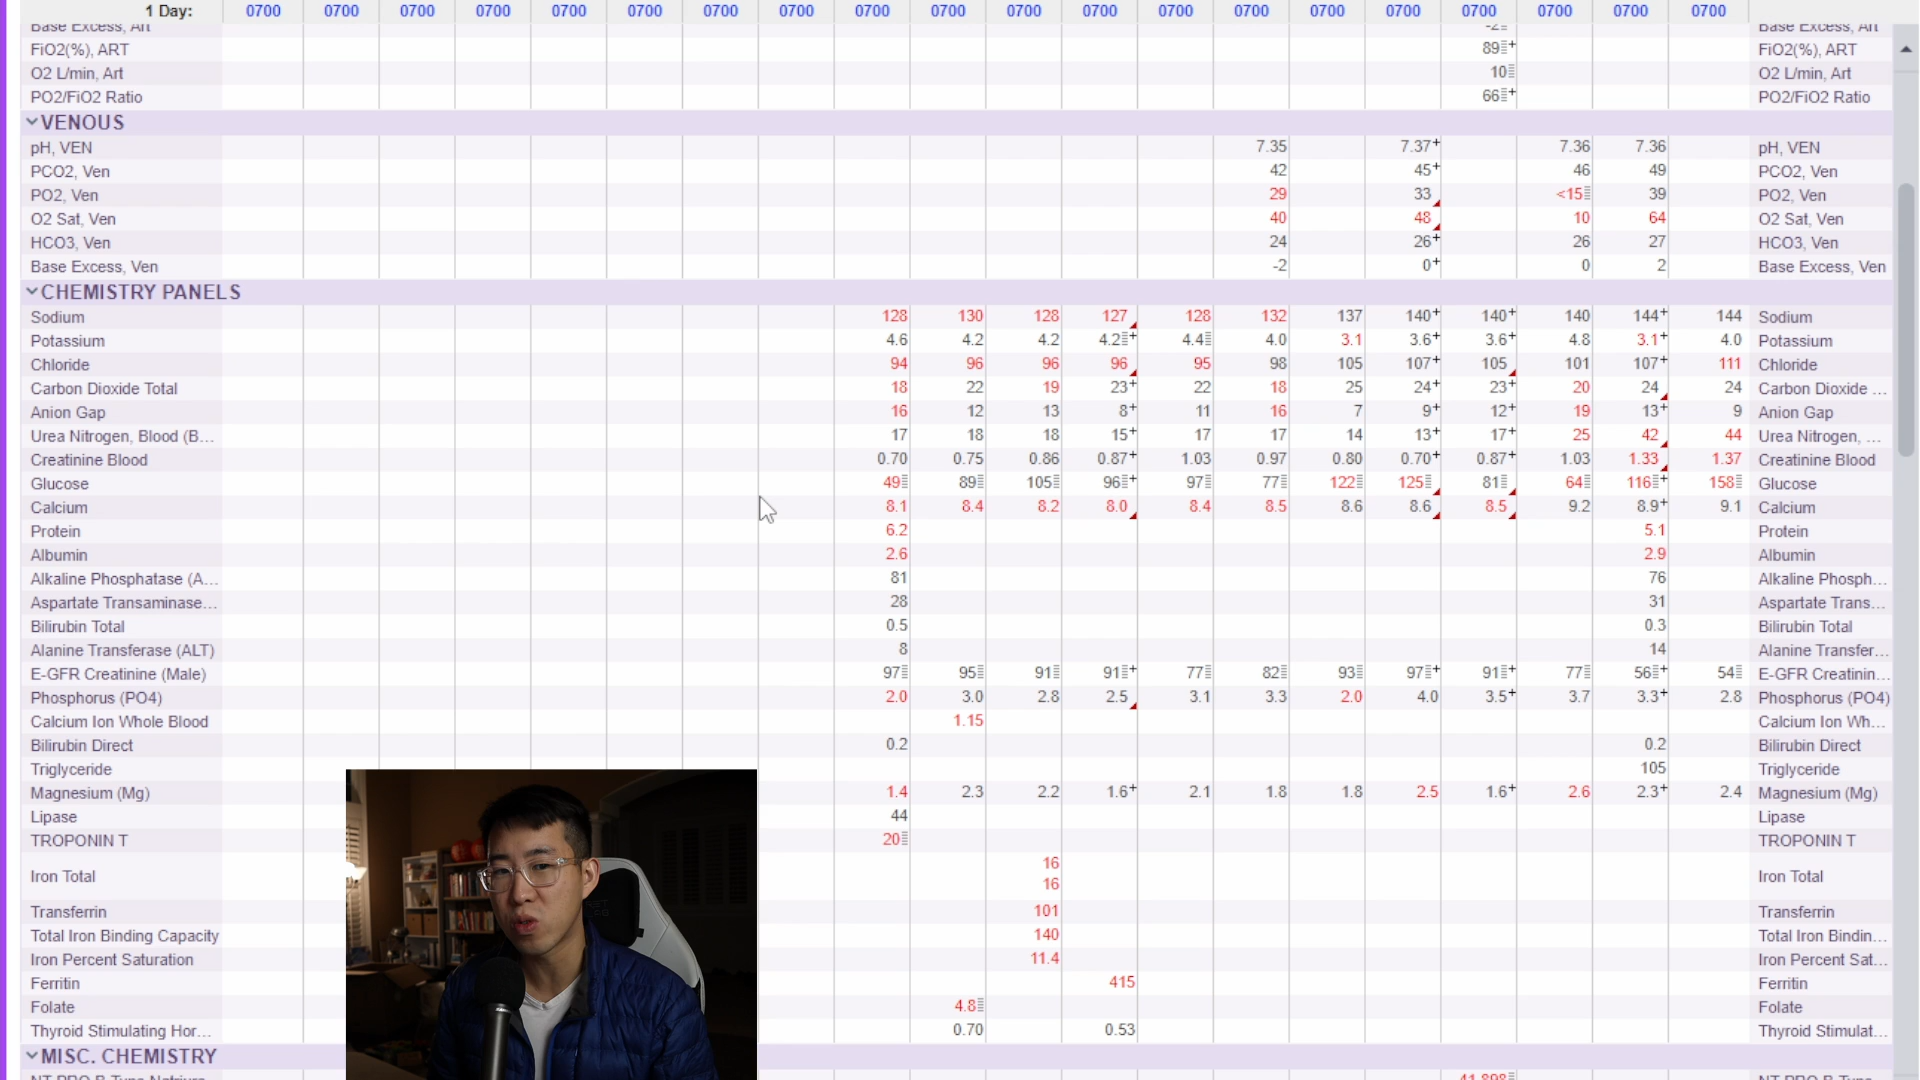 1 Day: 0700 0700 0700 0700 0700 0700 0700 0700 0700 0700 0700 0700 0700 0700 0700 0700 0700 0700 0700 0700
Base Excess, Art -2 Base Excess, Art
FiO2(%), ART 89+ FiO2(%), ART
O2 L/min, Art 10 O2 L/min, Art
PO2/FiO2 Ratio 66+ PO2/FiO2 Ratio
VENOUS
pH, VEN 7.35 7.37+ 7.36 7.36 pH, VEN
PCO2, Ven 42 45+ 46 49 PCO2, Ven
PO2, Ven 29 33 <15 39 PO2, Ven
O2 Sat, Ven 40 48 10 64 O2 Sat, Ven
HCO3, Ven 24 26+ 26 27 HCO3, Ven
Base Excess, Ven -2 0+ 0 2 Base Excess, Ven
CHEMISTRY PANELS
Sodium 128 130 128 127 128 132 137 140+ 140+ 140 144+ 144 Sodium
Potassium 4.6 4.2 4.2 4.2+ 4.4 4.0 3.1 3.6+ 3.6+ 4.8 3.1+ 4.0 Potassium
Chloride 94 96 96 96 95 98 105 107+ 105 101 107+ 111 Chloride
Carbon Dioxide Total 18 22 19 23+ 22 18 25 24+ 23+ 20 24 24 Carbon Dioxide ...
Anion Gap 16 12 13 8+ 11 16 7 9+ 12+ 19 13+ 9 Anion Gap
Urea Nitrogen, Blood (B... 17 18 18 15+ 17 17 14 13+ 17+ 25 42 44 Urea Nitrogen, ...
Creatinine Blood 0.70 0.75 0.86 0.87+ 1.03 0.97 0.80 0.70+ 0.87+ 1.03 1.33 1.37 Creatinine Blood
Glucose 49 89 105 96+ 97 77 122 125 81 64 116+ 158 Glucose
Calcium 8.1 8.4 8.2 8.0 8.4 8.5 8.6 8.6 8.5 9.2 8.9+ 9.1 Calcium
Protein 6.2 5.1 Protein
Albumin 2.6 2.9 Albumin
Alkaline Phosphatase (A... 81 76 Alkaline Phosph...
Aspartate Transaminase... 28 31 Aspartate Trans...
Bilirubin Total 0.5 0.3 Bilirubin Total
Alanine Transferase (ALT) 8 14 Alanine Transfer...
E-GFR Creatinine (Male) 97 95 91 91+ 77 82 93 97+ 91+ 77 56+ 54 E-GFR Creatinin...
Phosphorus (PO4) 2.0 3.0 2.8 2.5 3.1 3.3 2.0 4.0 3.5+ 3.7 3.3+ 2.8 Phosphorus (PO4)
Calcium Ion Whole Blood 1.15 Calcium Ion Wh...
Bilirubin Direct 0.2 0.2 Bilirubin Direct
Triglyceride 105 Triglyceride
Magnesium (Mg) 1.4 2.3 2.2 1.6+ 2.1 1.8 1.8 2.5 1.6+ 2.6 2.3+ 2.4 Magnesium (Mg)
Lipase 44 Lipase
TROPONIN T 20 TROPONIN T
16
Iron Total Iron Total
16
Transferrin 101 Transferrin
Total Iron Binding Capacity 140 Total Iron Bindin...
Iron Percent Saturation 11.4 Iron Percent Sat...
Ferritin 415 Ferritin
Folate 4.8 Folate
Thyroid Stimulating Hor... 0.70 0.53 Thyroid Stimulat...
MISC. CHEMISTRY